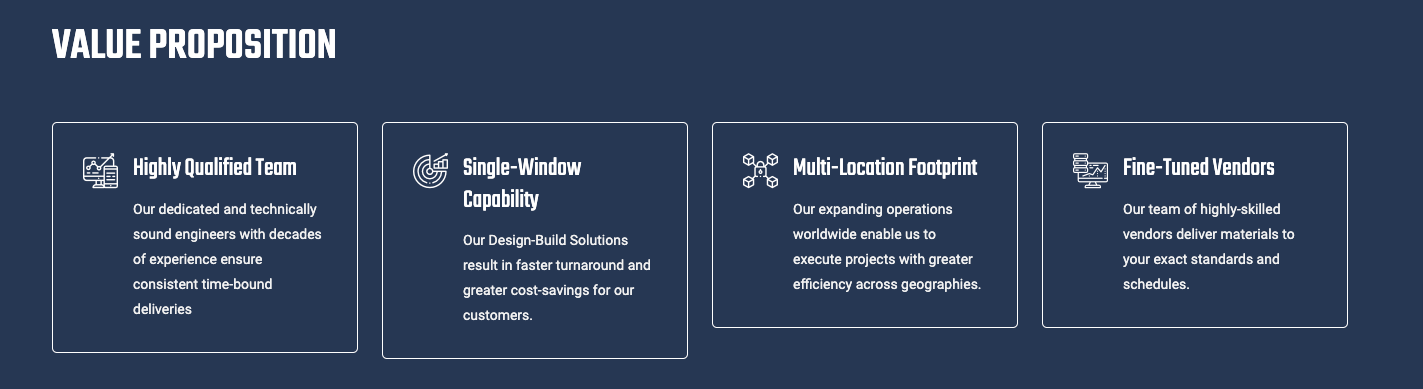 VALUE PROPOSITION
Highly Qualified Team
Our dedicated and technically
sound engineers with decades
of experience ensure
consistent time-bound
deliveries
Single-Window
Capability
Our Design-Build Solutions
result in faster turnaround and
greater cost-savings for our
customers.
Multi-Location Footprint
Our expanding operations
worldwide enable us to
execute projects with greater
efficiency across geographies.
Fine-Tuned Vendors
Our team of highly-skilled
vendors deliver materials to
your exact standards and
schedules.